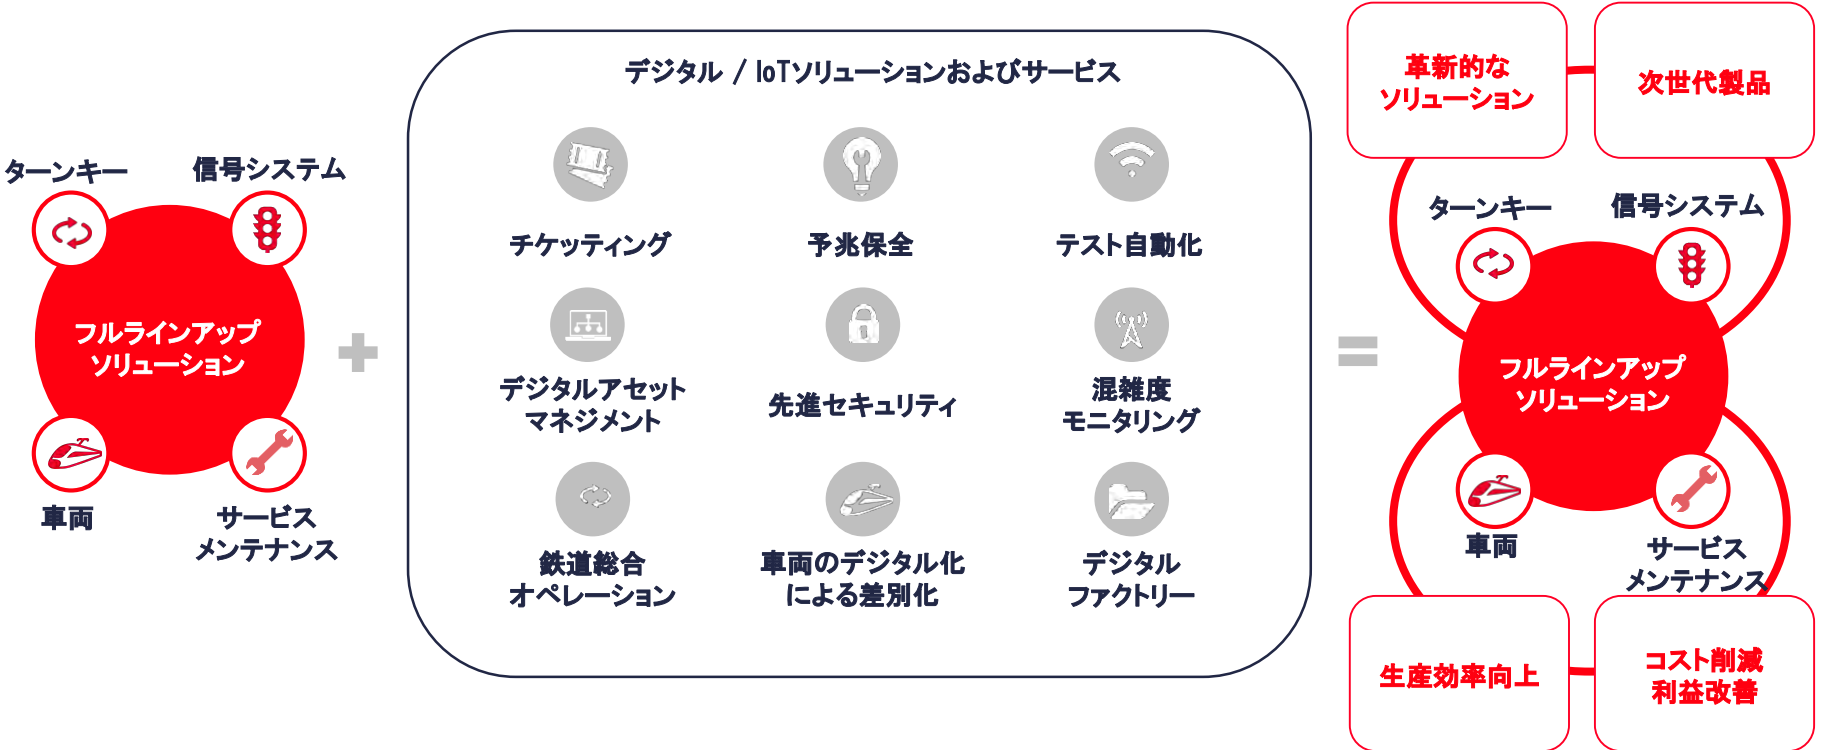 ターンキー
信号システム
フルラインアップ
ソリューション
車両
サービス
メンテナンス
デジタル / IoTソリューションおよびサービス
チケッティング
予兆保全
テスト自動化
デジタルアセット
マネジメント
先進セキュリティ
混雑度
モニタリング
鉄道総合
オペレーション
車両のデジタル化
による差別化
デジタル
ファクトリー
革新的な
ソリューション
次世代製品
ターンキー
信号システム
フルラインアップ
ソリューション
車両
サービス
メンテナンス
生産効率向上
コスト削減
利益改善